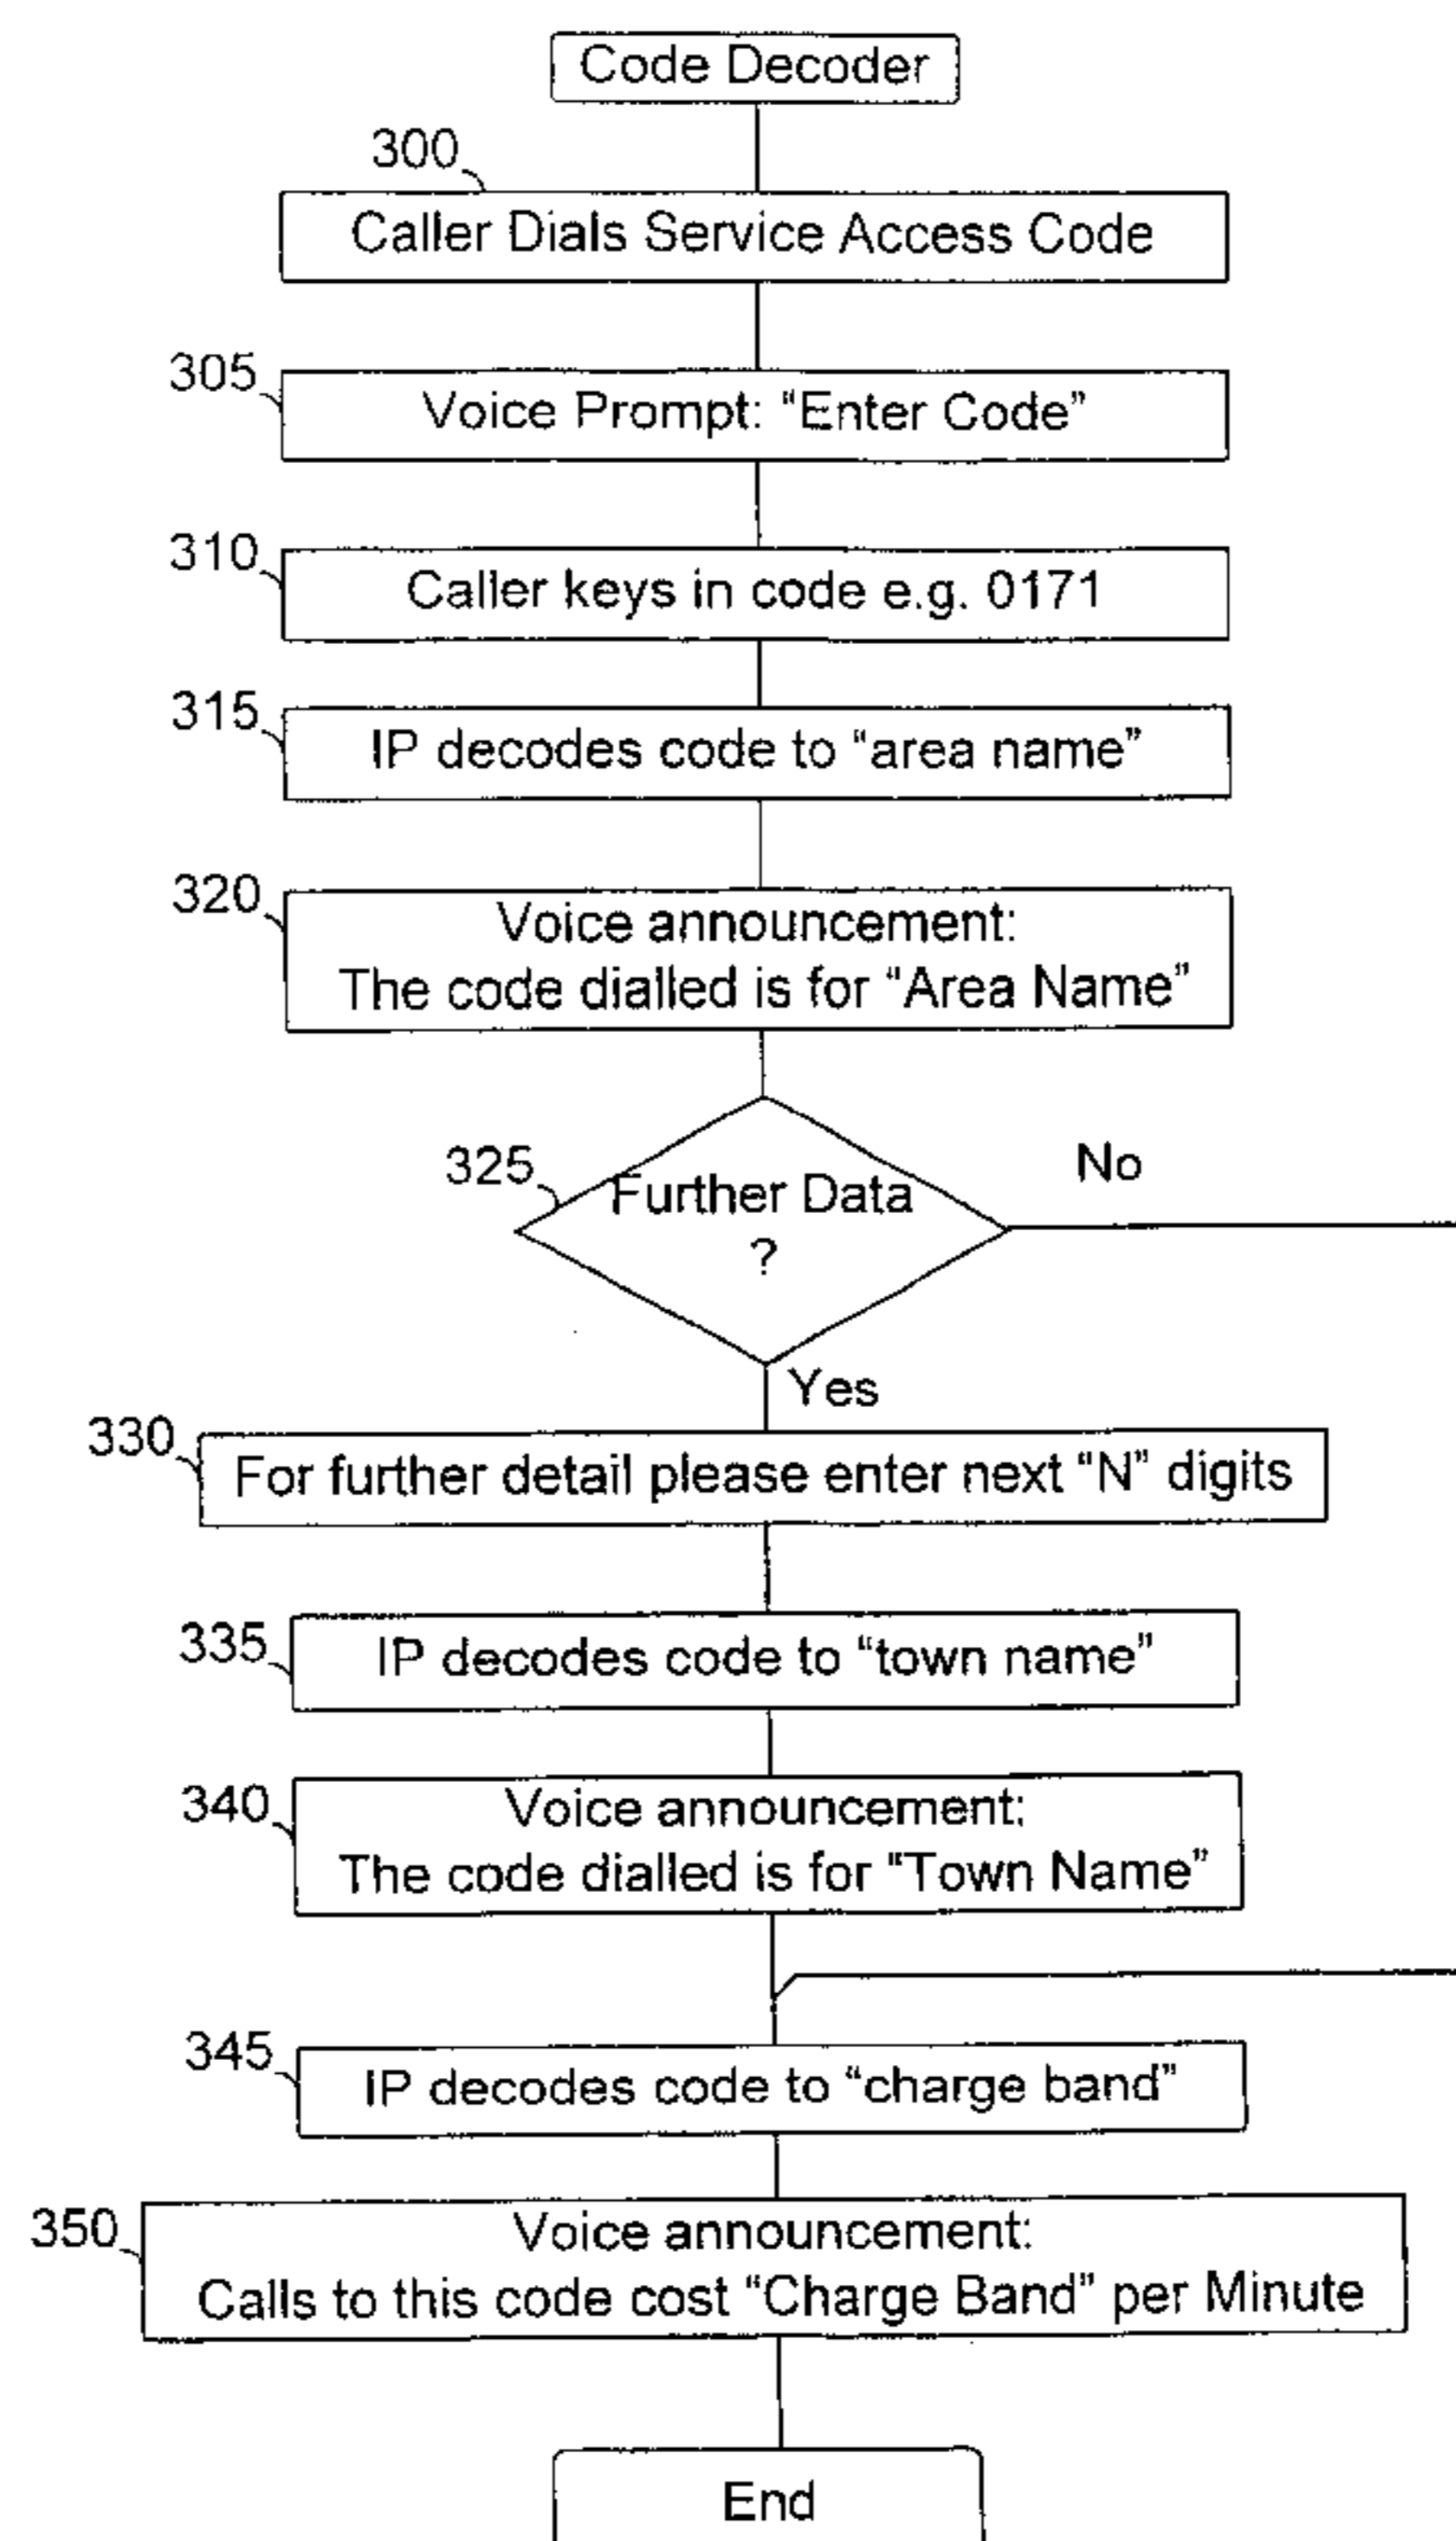 Code Decoder
300
Caller Dials Service Access Code
305
Voice Prompt: “Enter Code”
310
Caller keys in code e.g. 0171
315
IP decodes code to “area name”
320
Voice announcement:
The code dialled is for “Area Name”
325
Further Data
?
No
Yes
330
For further detail please enter next “N” digits
335
IP decodes code to “town name”
340
Voice announcement:
The code dialled is for “Town Name”
345
IP decodes code to “charge band”
350
Voice announcement:
Calls to this code cost “Charge Band” per Minute
End